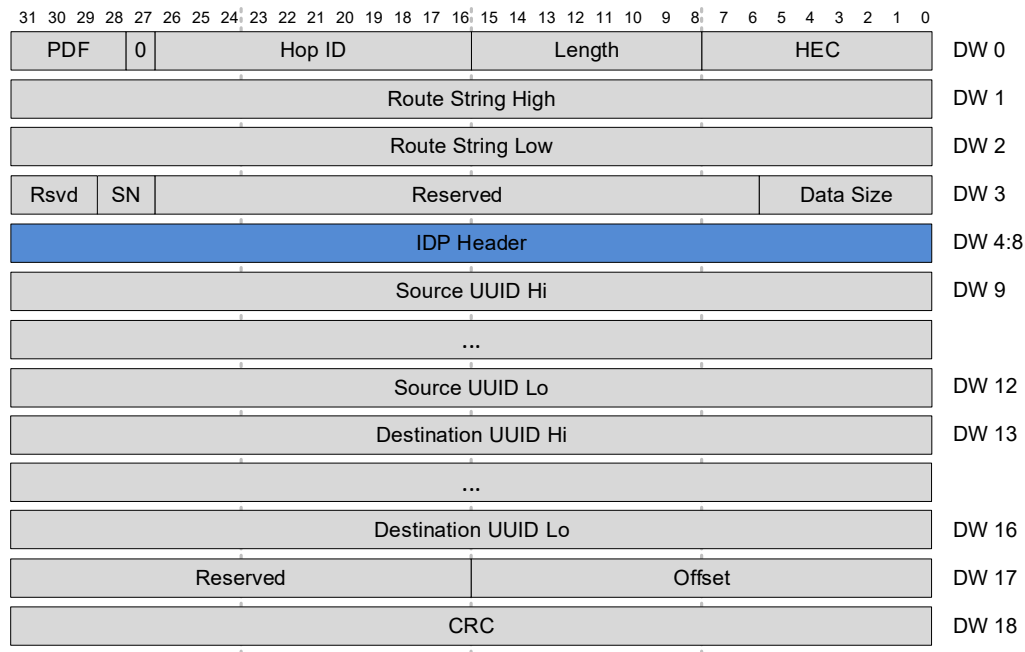 31 30 29 28 27 26 25 24 23 22 21 20 19 18 17 16 15 14 13 12 11 10 9 8 7 6 5 4 3 2 1 0
PDF 0 Hop ID Length HEC DW 0
Route String High DW 1
Route String Low DW 2
Rsvd SN Reserved Data Size DW 3
IDP Header DW 4:8
Source UUID Hi DW 9
...
Source UUID Lo DW 12
Destination UUID Hi DW 13
...
Destination UUID Lo DW 16
Reserved Offset DW 17
CRC DW 18